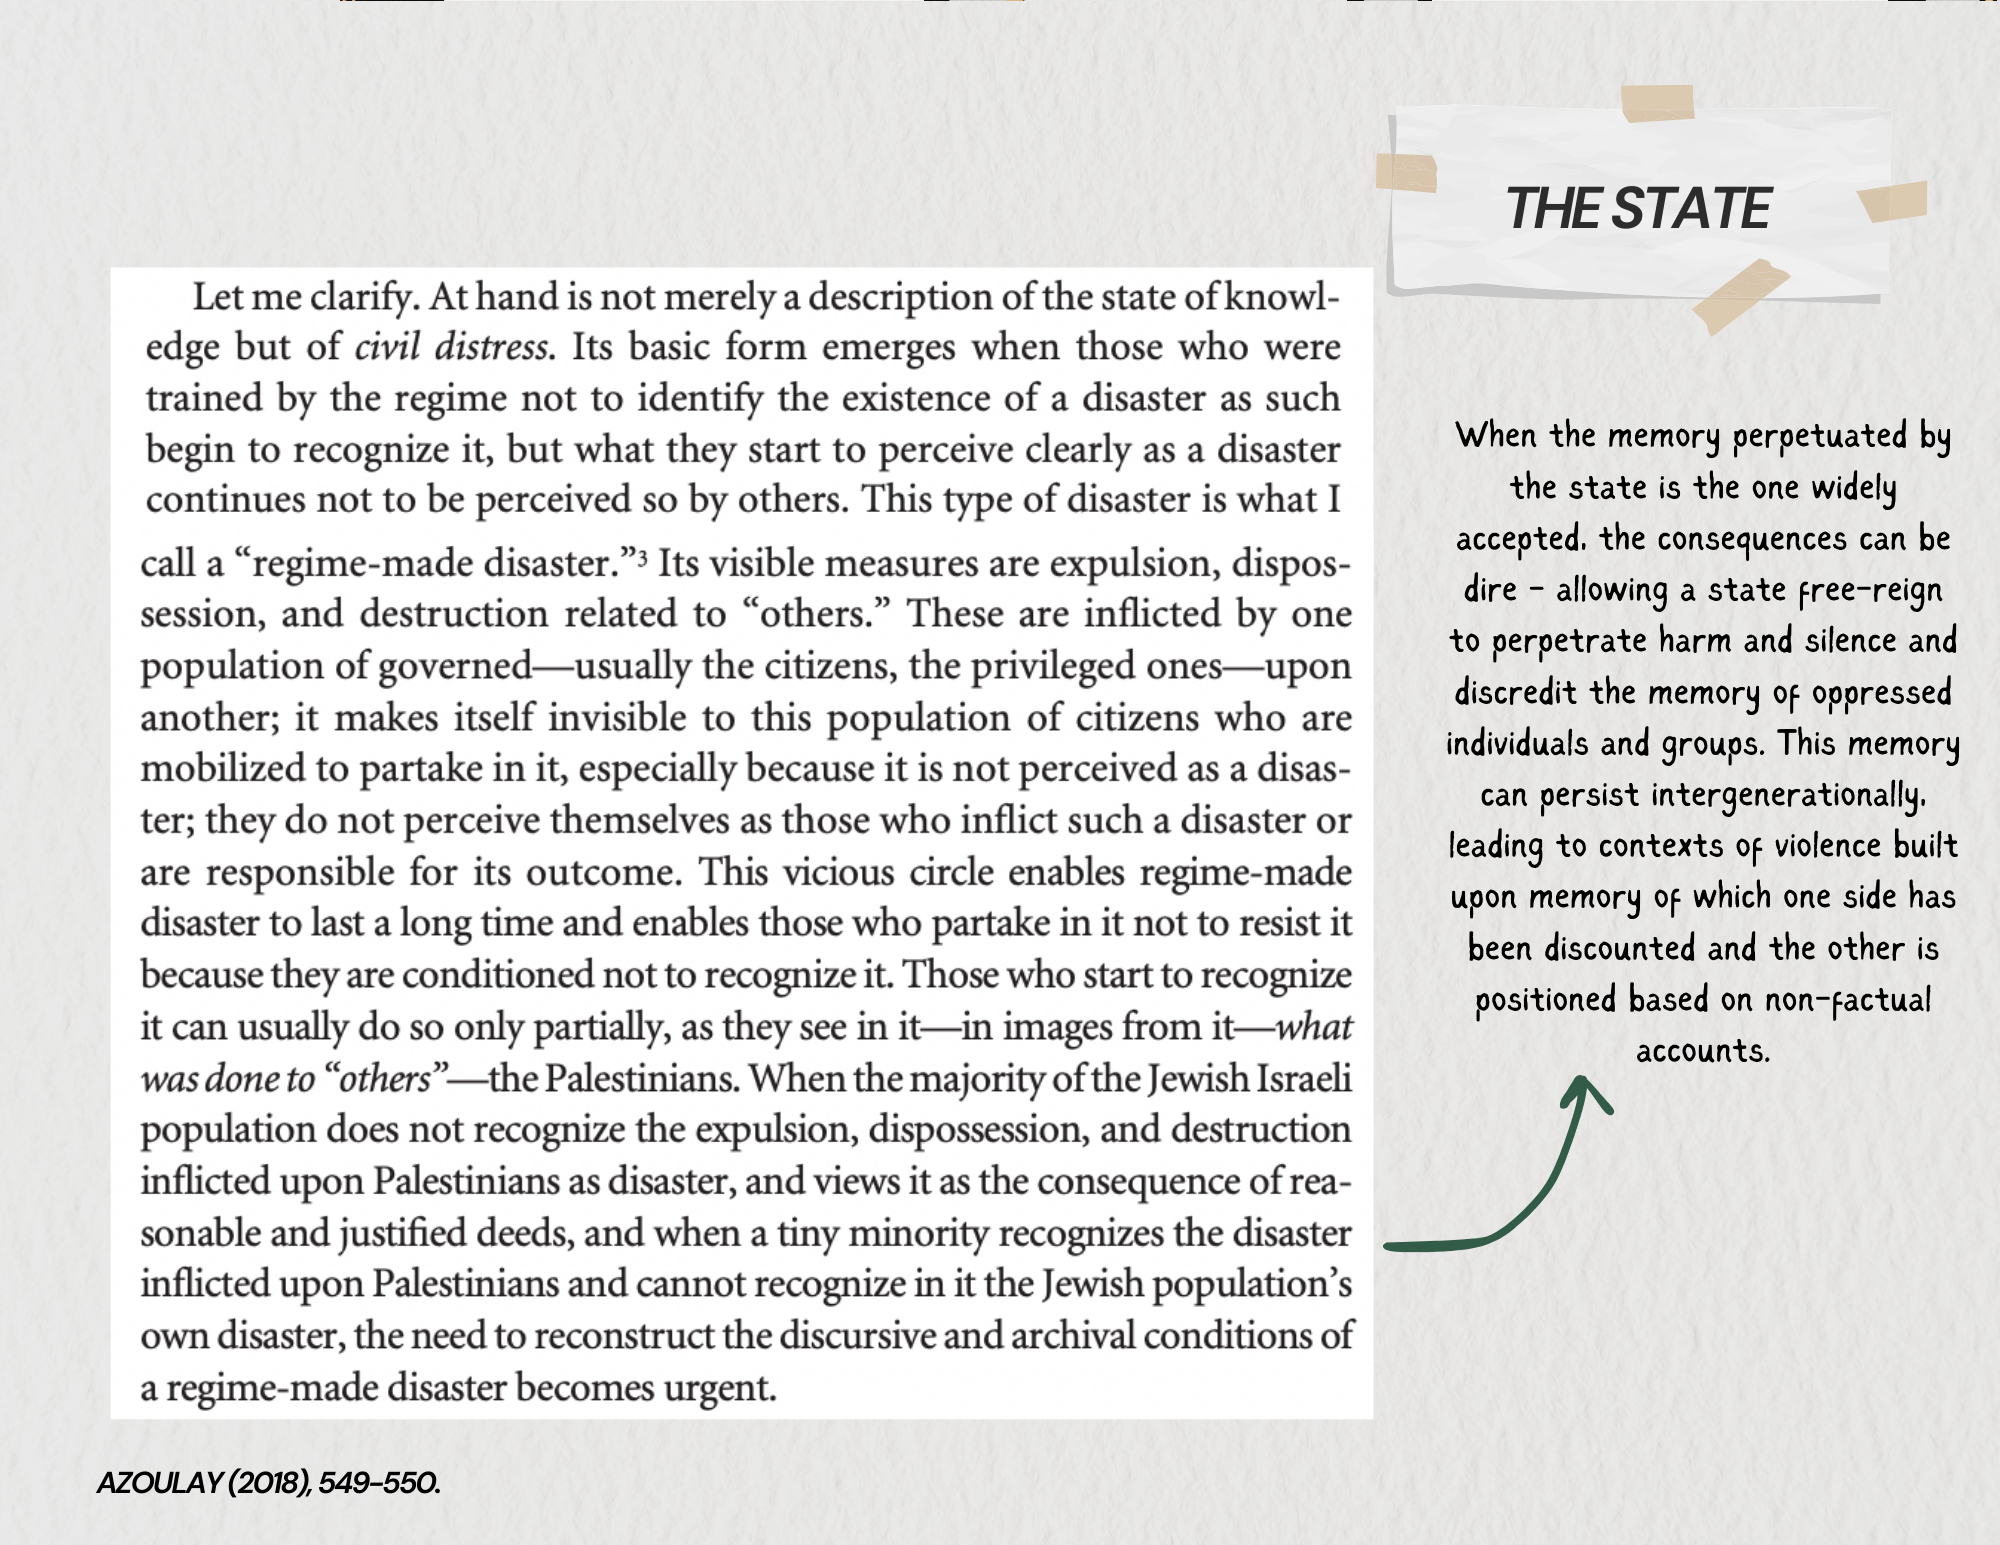 THE STATE
Let me clarify. At hand is not merely a description of the state of knowl-
edge but of civil distress. Its basic form emerges when those who were
trained by the regime not to identify the existence of a disaster as such
begin to recognize it, but what they start to perceive clearly as a disaster
continues not to be perceived so by others. This type of disaster is what I
call a “regime-made disaster.”³ Its visible measures are expulsion, dispos-
session, and destruction related to “others.” These are inflicted by one
population of governed—usually the citizens, the privileged ones—upon
another; it makes itself invisible to this population of citizens who are
mobilized to partake in it, especially because it is not perceived as a disas-
ter; they do not perceive themselves as those who inflict such a disaster or
are responsible for its outcome. This vicious circle enables regime-made
disaster to last a long time and enables those who partake in it not to resist it
because they are conditioned not to recognize it. Those who start to recognize
it can usually do so only partially, as they see in it—in images from it—what
was done to “others”—the Palestinians. When the majority of the Jewish Israeli
population does not recognize the expulsion, dispossession, and destruction
inflicted upon Palestinians as disaster, and views it as the consequence of rea-
sonable and justified deeds, and when a tiny minority recognizes the disaster
inflicted upon Palestinians and cannot recognize in it the Jewish population’s
own disaster, the need to reconstruct the discursive and archival conditions of
a regime-made disaster becomes urgent.
When the memory perpetuated by
the state is the one widely
accepted, the consequences can be
dire - allowing a state free-reign
to perpetrate harm and silence and
discredit the memory of oppressed
individuals and groups. This memory
can persist intergenerationally,
leading to contexts of violence built
upon memory of which one side has
been discounted and the other is
positioned based on non-factual
accounts.
AZOULAY (2018), 549-550.